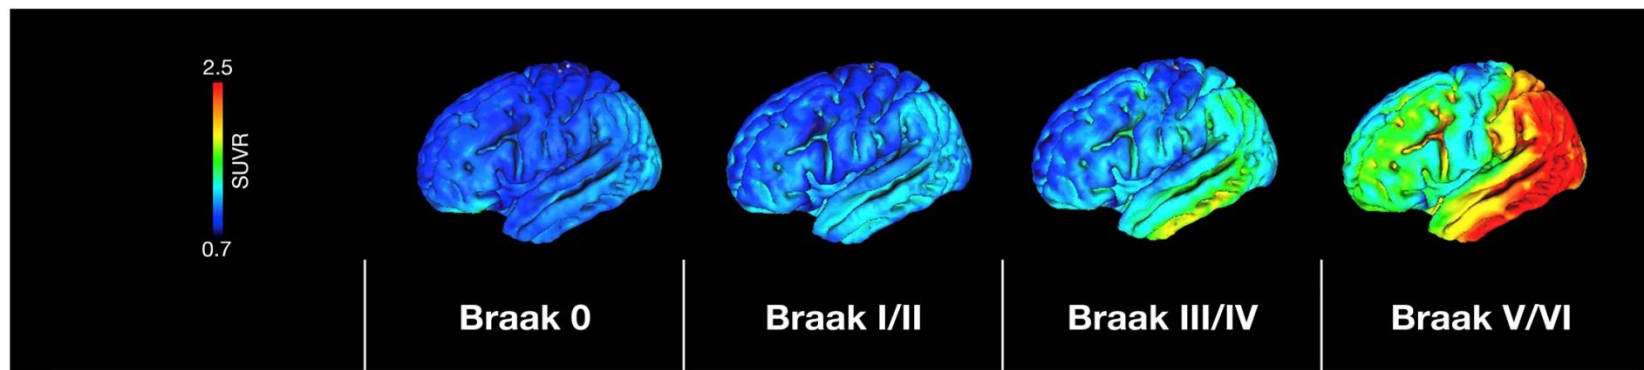 2.5
SUVR
0.7
Braak 0
Braak I/II
Braak III/IV
Braak V/VI